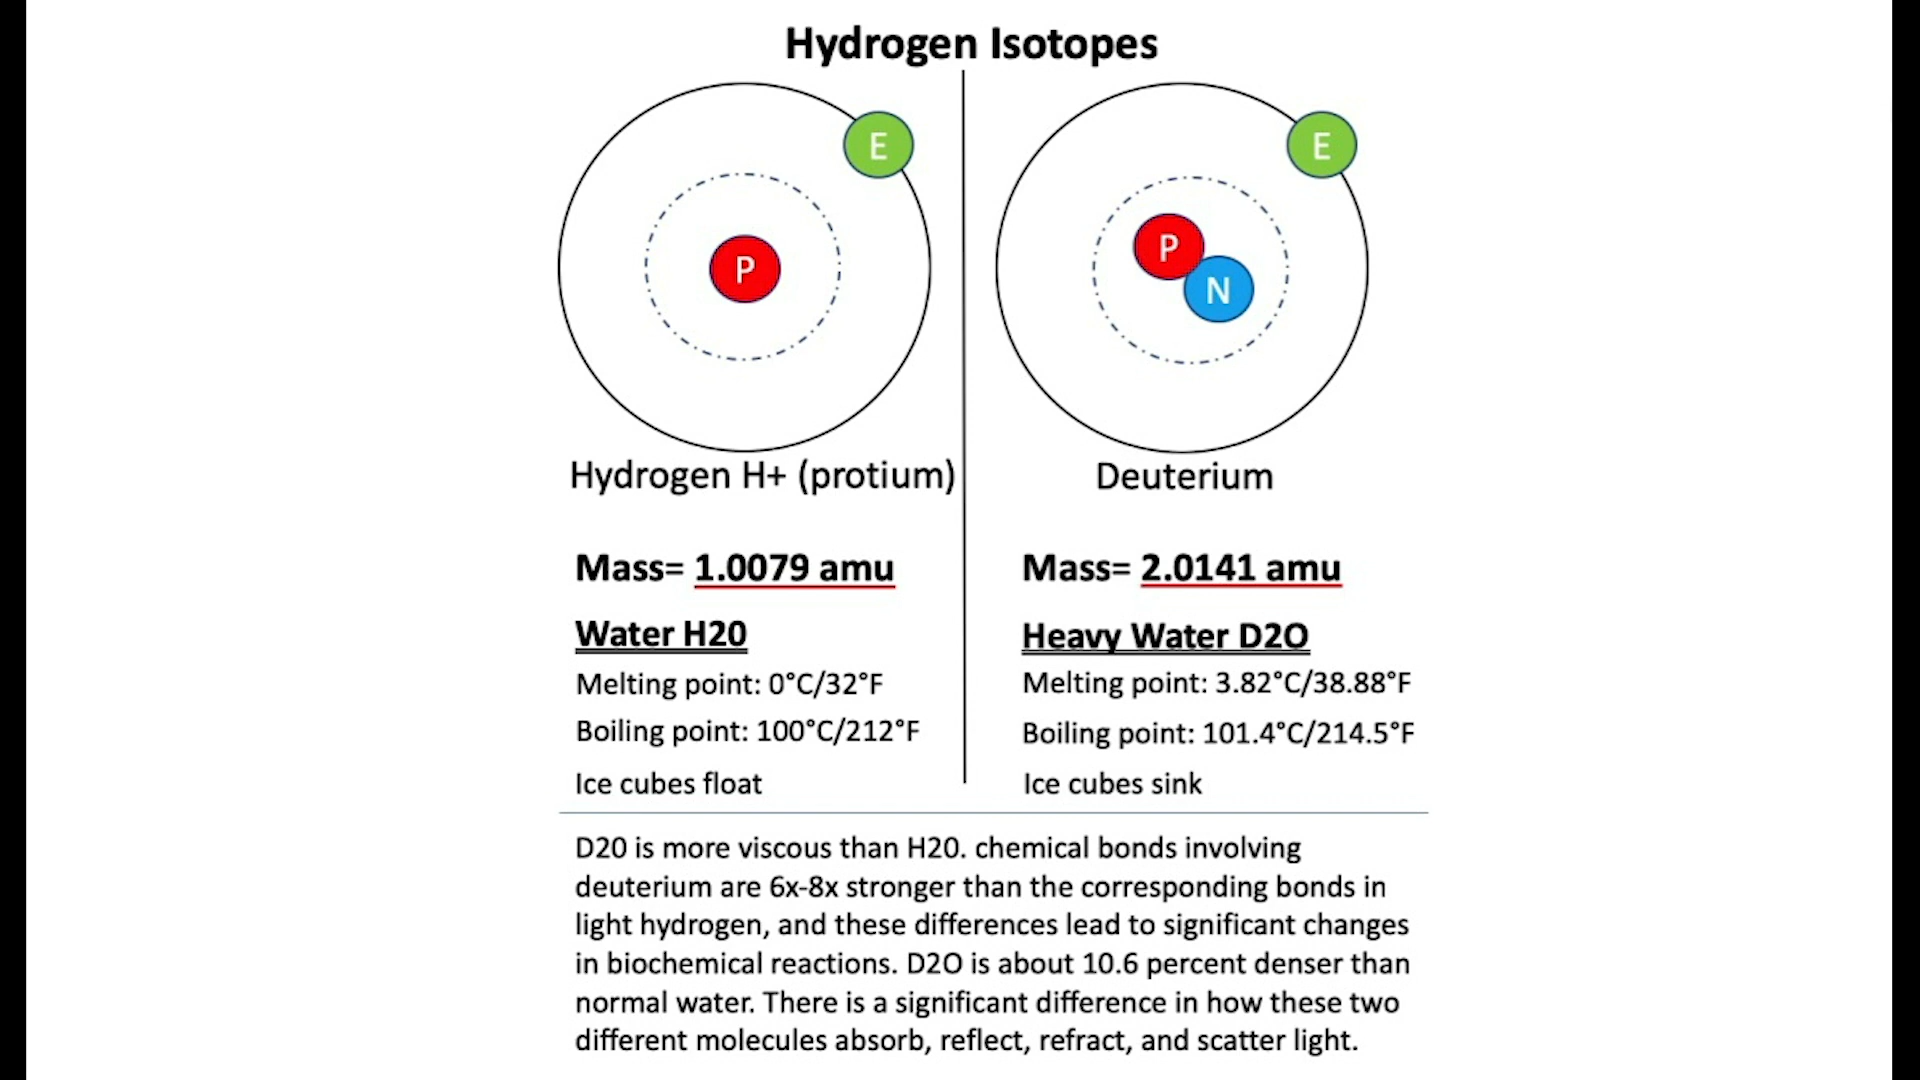 Hydrogen Isotopes
E
P
Hydrogen H+ (protium)
Mass= 1.0079 amu
Water H20
Melting point: 0°C/32°F
Boiling point: 100°C/212°F
Ice cubes float
E
P
N
Deuterium
Mass= 2.0141 amu
Heavy Water D2O
Melting point: 3.82°C/38.88°F
Boiling point: 101.4°C/214.5°F
Ice cubes sink
D20 is more viscous than H20. chemical bonds involving
deuterium are 6x-8x stronger than the corresponding bonds in
light hydrogen, and these differences lead to significant changes
in biochemical reactions. D2O is about 10.6 percent denser than
normal water. There is a significant difference in how these two
different molecules absorb, reflect, refract, and scatter light.